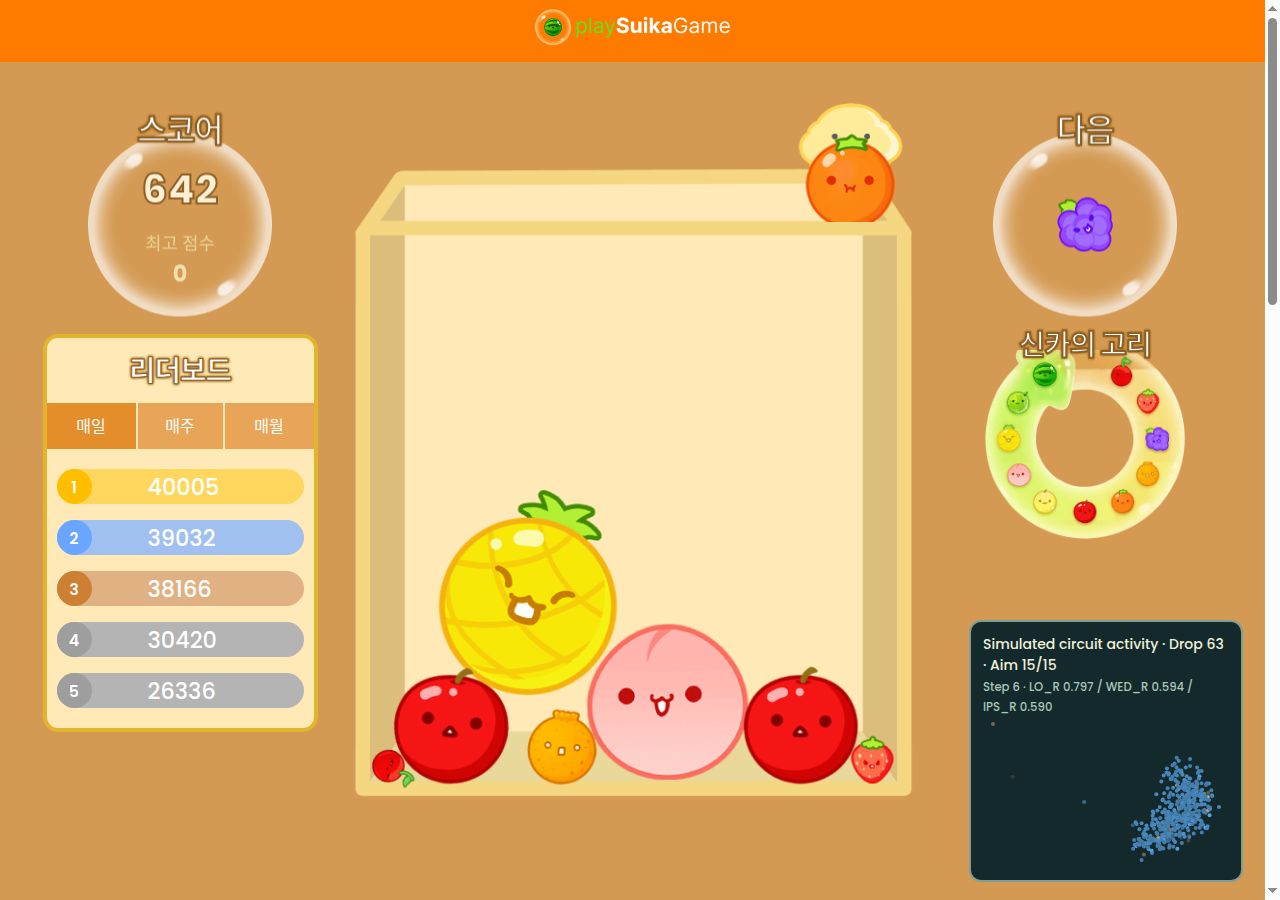 playSuikaGame
스코어
642
최고 점수
0
다음
신카의 고리
리더보드
매일
매주
매월
1 40005
2 39032
3 38166
4 30420
5 26336
Simulated circuit activity · Drop 63
· Aim 15/15
Step 6 · LO_R 0.797 / WED_R 0.594 /
IPS_R 0.590